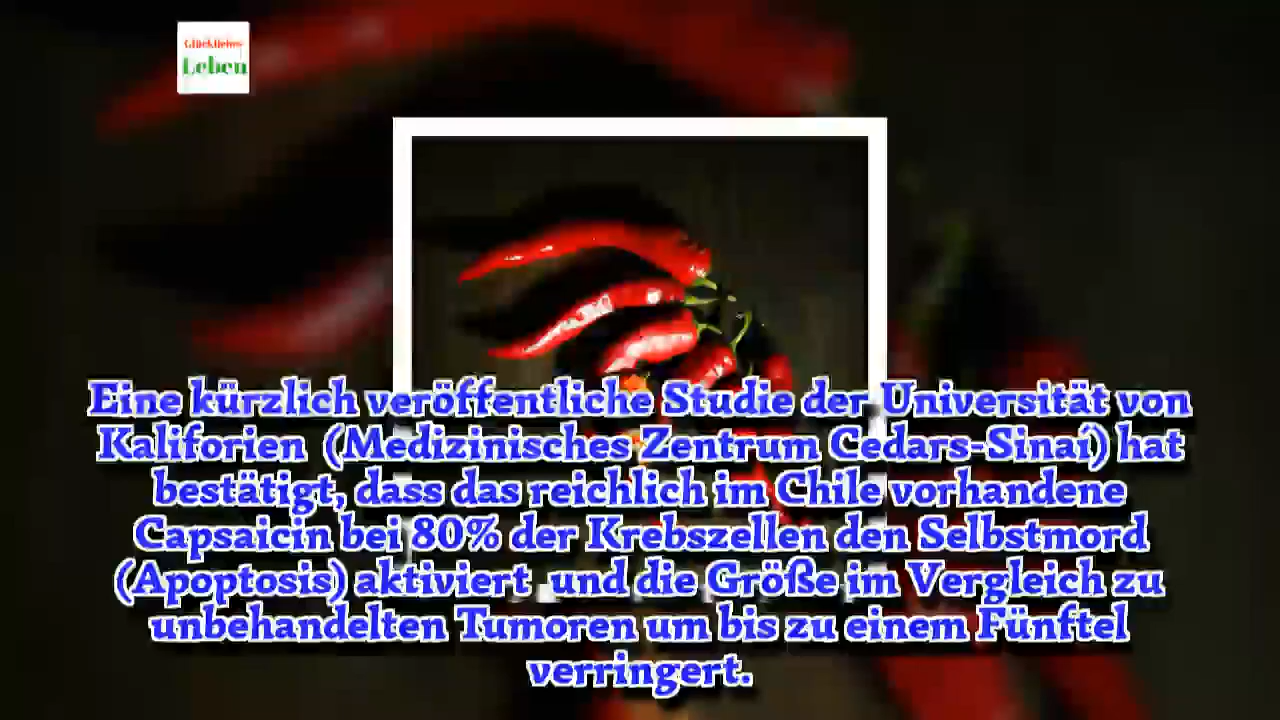 Glückliches
Leben
Eine kürzlich veröffentliche Studie der Universität von
Kaliforien (Medizinisches Zentrum Cedars-Sinaí) hat
bestätigt, dass das reichlich im Chile vorhandene
Capsaicin bei 80% der Krebszellen den Selbstmord
(Apoptosis) aktiviert und die Größe im Vergleich zu
unbehandelten Tumoren um bis zu einem Fünftel
verringert.